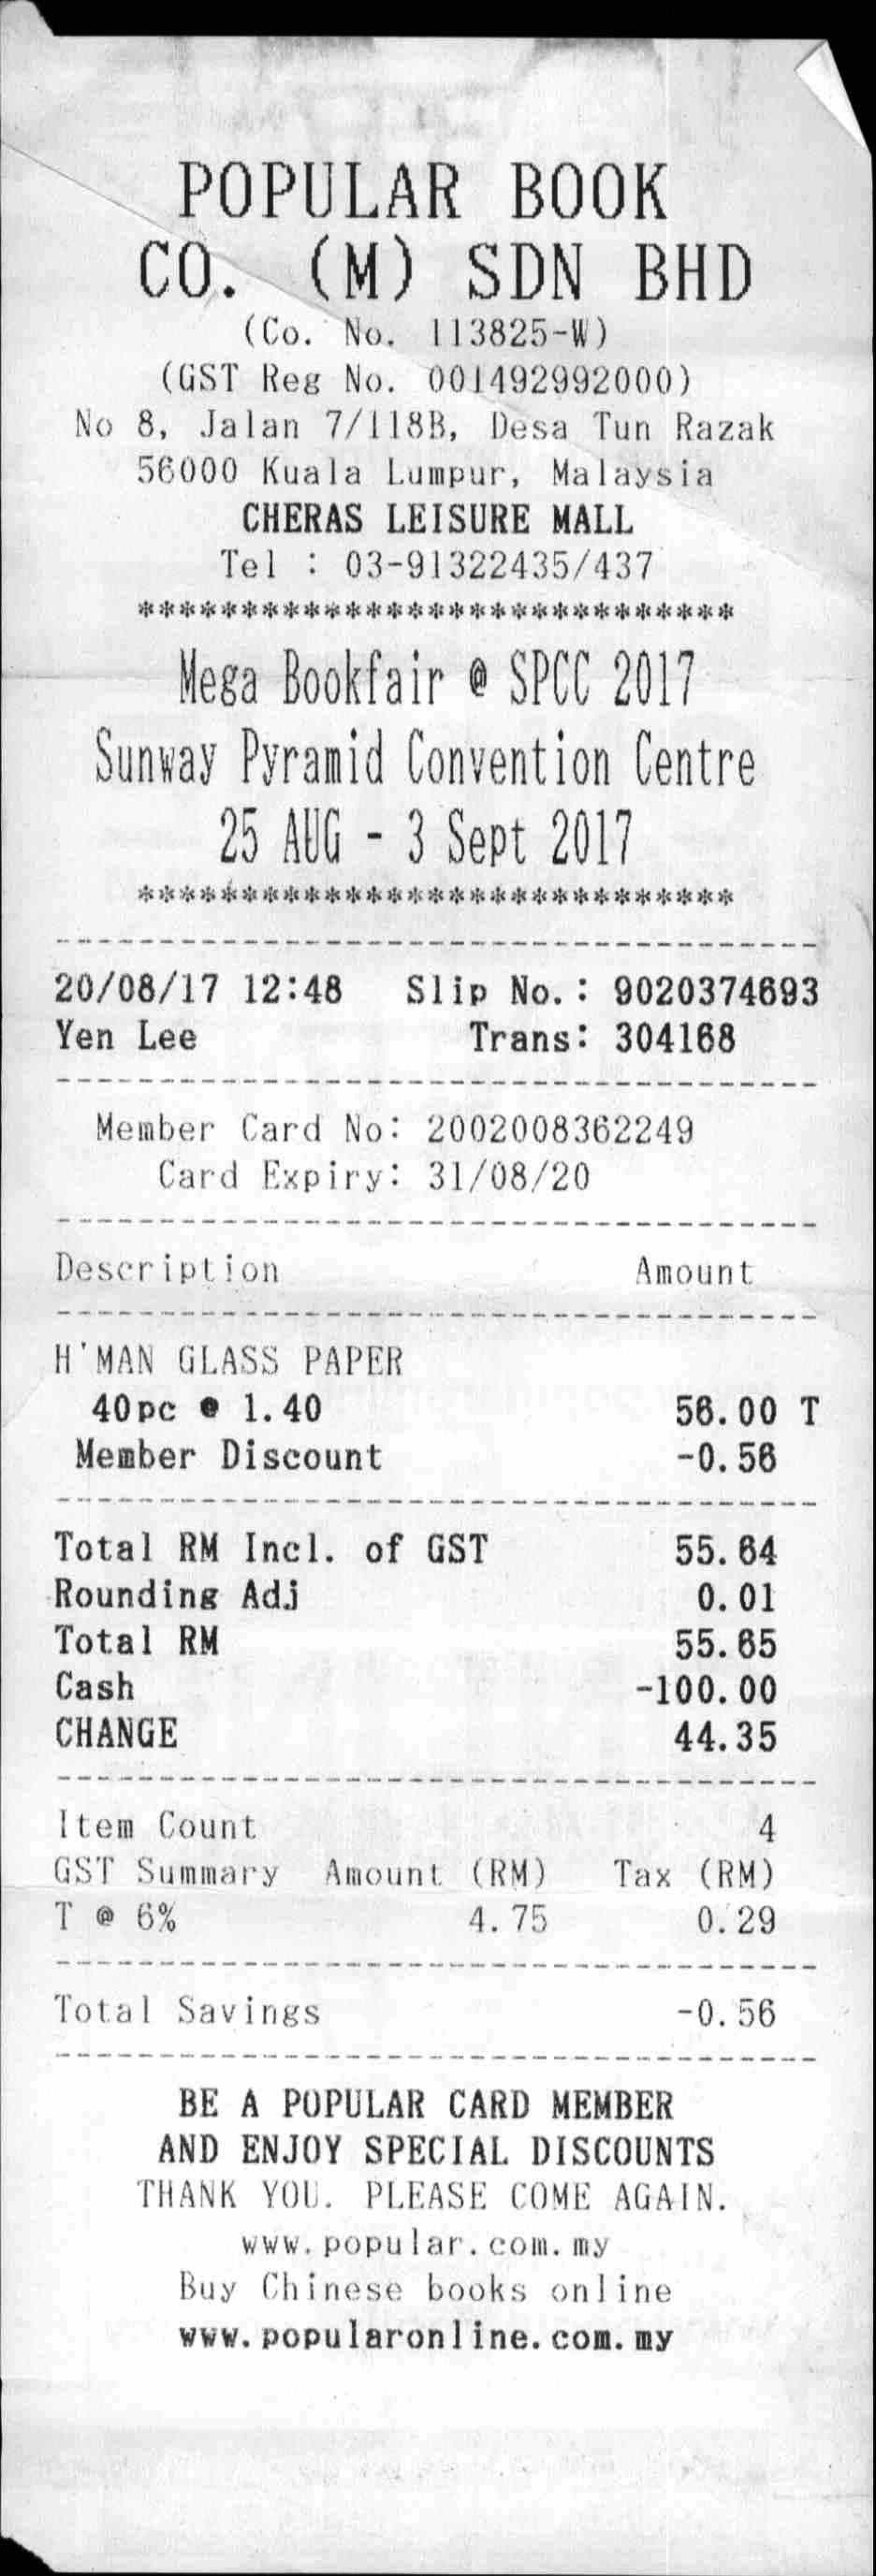 POPULAR BOOK
CO. (M) SDN BHD
(Co. No. 113825-W)
(GST Reg No. 001492992000)
No 8, Jalan 7/118B, Desa Tun Razak
56000 Kuala Lumpur, Malaysia
CHERAS LEISURE MALL
Tel : 03-91322435/437
*****************************
Mega Bookfair @ SPCC 2017
Sunway Pyramid Convention Centre
25 AUG - 3 Sept 2017
*****************************
20/08/17 12:48 Slip No.: 9020374693
Yen Lee Trans: 304168
Member Card No: 2002008362249
Card Expiry: 31/08/20
Description Amount
H'MAN GLASS PAPER
40pc @ 1.40 56.00 T
Member Discount -0.56
Total RM Incl. of GST 55.64
Rounding Adj 0.01
Total RM 55.65
Cash -100.00
CHANGE 44.35
Item Count 4
GST Summary Amount (RM) Tax (RM)
T @ 6% 4.75 0.29
Total Savings -0.56
BE A POPULAR CARD MEMBER
AND ENJOY SPECIAL DISCOUNTS
THANK YOU. PLEASE COME AGAIN.
www.popular.com.my
Buy Chinese books online
www.popularonline.com.my